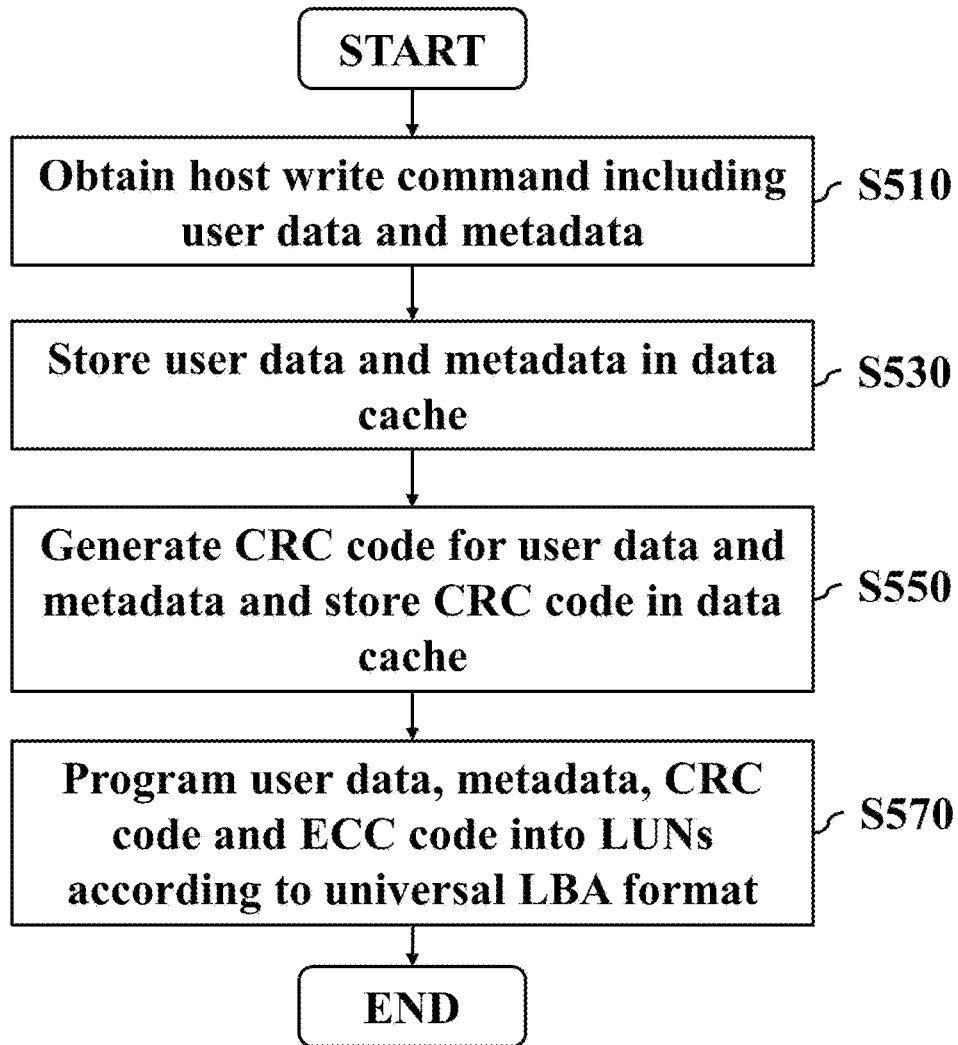 START
Obtain host write command including
user data and metadata
S510
Store user data and metadata in data
cache
S530
Generate CRC code for user data and
metadata and store CRC code in data
cache
S550
Program user data, metadata, CRC
code and ECC code into LUNs
according to universal LBA format
S570
END